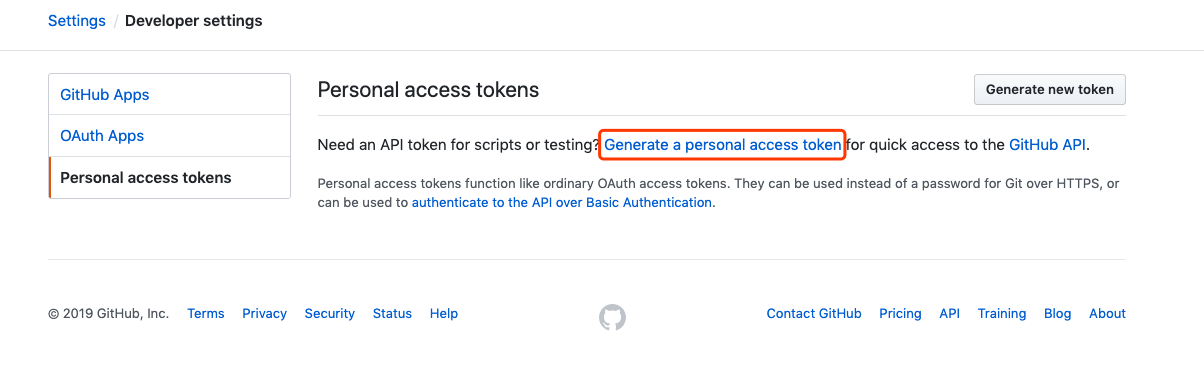 Settings / Developer settings
GitHub Apps
OAuth Apps
Personal access tokens
Personal access tokens
Generate new token
Need an API token for scripts or testing? Generate a personal access token for quick access to the GitHub API.
Personal access tokens function like ordinary OAuth access tokens. They can be used instead of a password for Git over HTTPS, or
can be used to authenticate to the API over Basic Authentication.
© 2019 GitHub, Inc. Terms Privacy Security Status Help Contact GitHub Pricing API Training Blog About